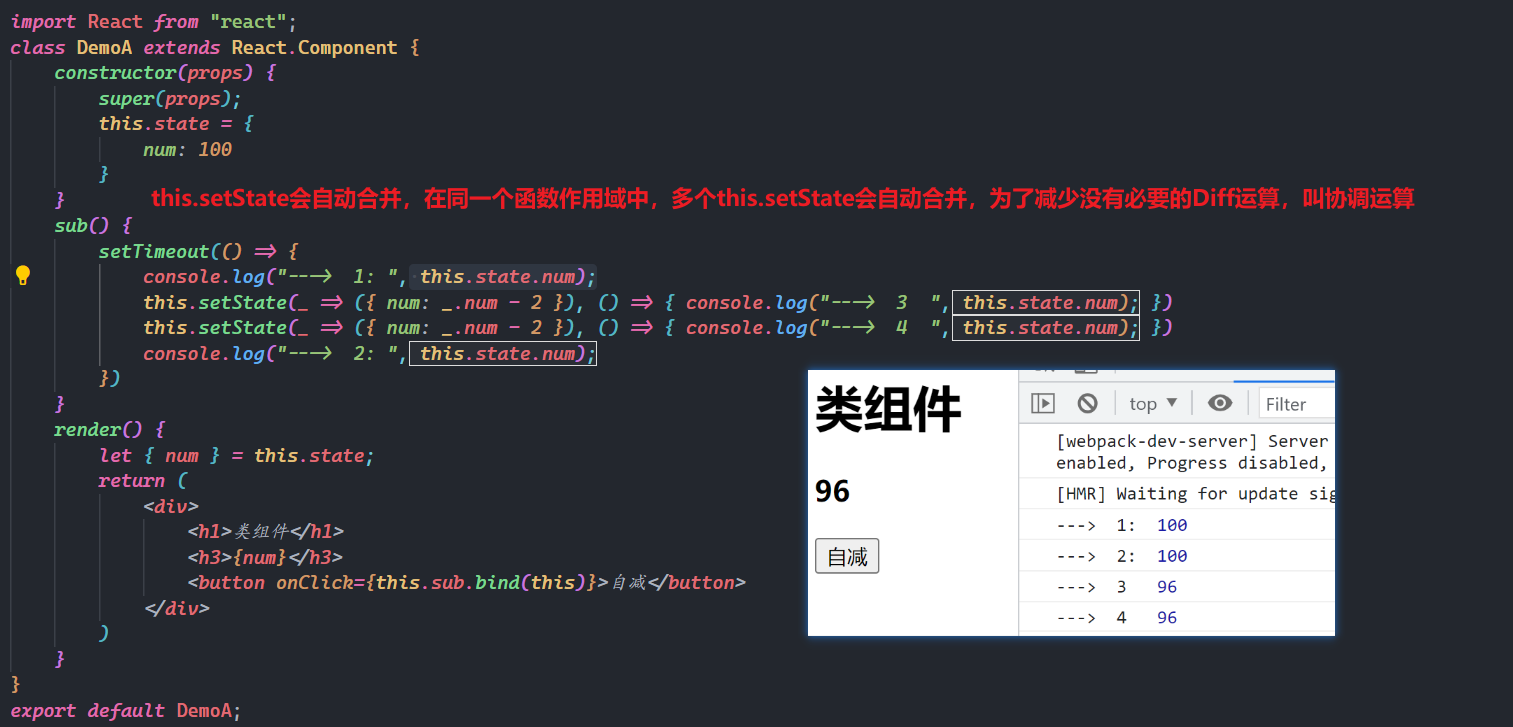 import React from "react";
class DemoA extends React.Component {
constructor(props) {
super(props);
this.state = {
num: 100
}
}
this.setState会自动合并，在同一个函数作用域中，多个this.setState会自动合并，为了减少没有必要的Diff运算，叫协调运算
sub() {
setTimeout(() => {
console.log("---> 1: ", this.state.num);
this.setState(_ => ({ num: _.num - 2 }), () => { console.log("---> 3 ", this.state.num); })
this.setState(_ => ({ num: _.num - 2 }), () => { console.log("---> 4 ", this.state.num); })
console.log("---> 2: ", this.state.num);
})
}
render() {
let { num } = this.state;
return (
<div>
<h1>类组件</h1>
<h3>{num}</h3>
<button onClick={this.sub.bind(this)}>自减</button>
</div>
)
}
}
export default DemoA;
类组件
96
自减
top ▼
Filter
[webpack-dev-server] Server
enabled, Progress disabled,
[HMR] Waiting for update sig
---> 1: 100
---> 2: 100
---> 3 96
---> 4 96